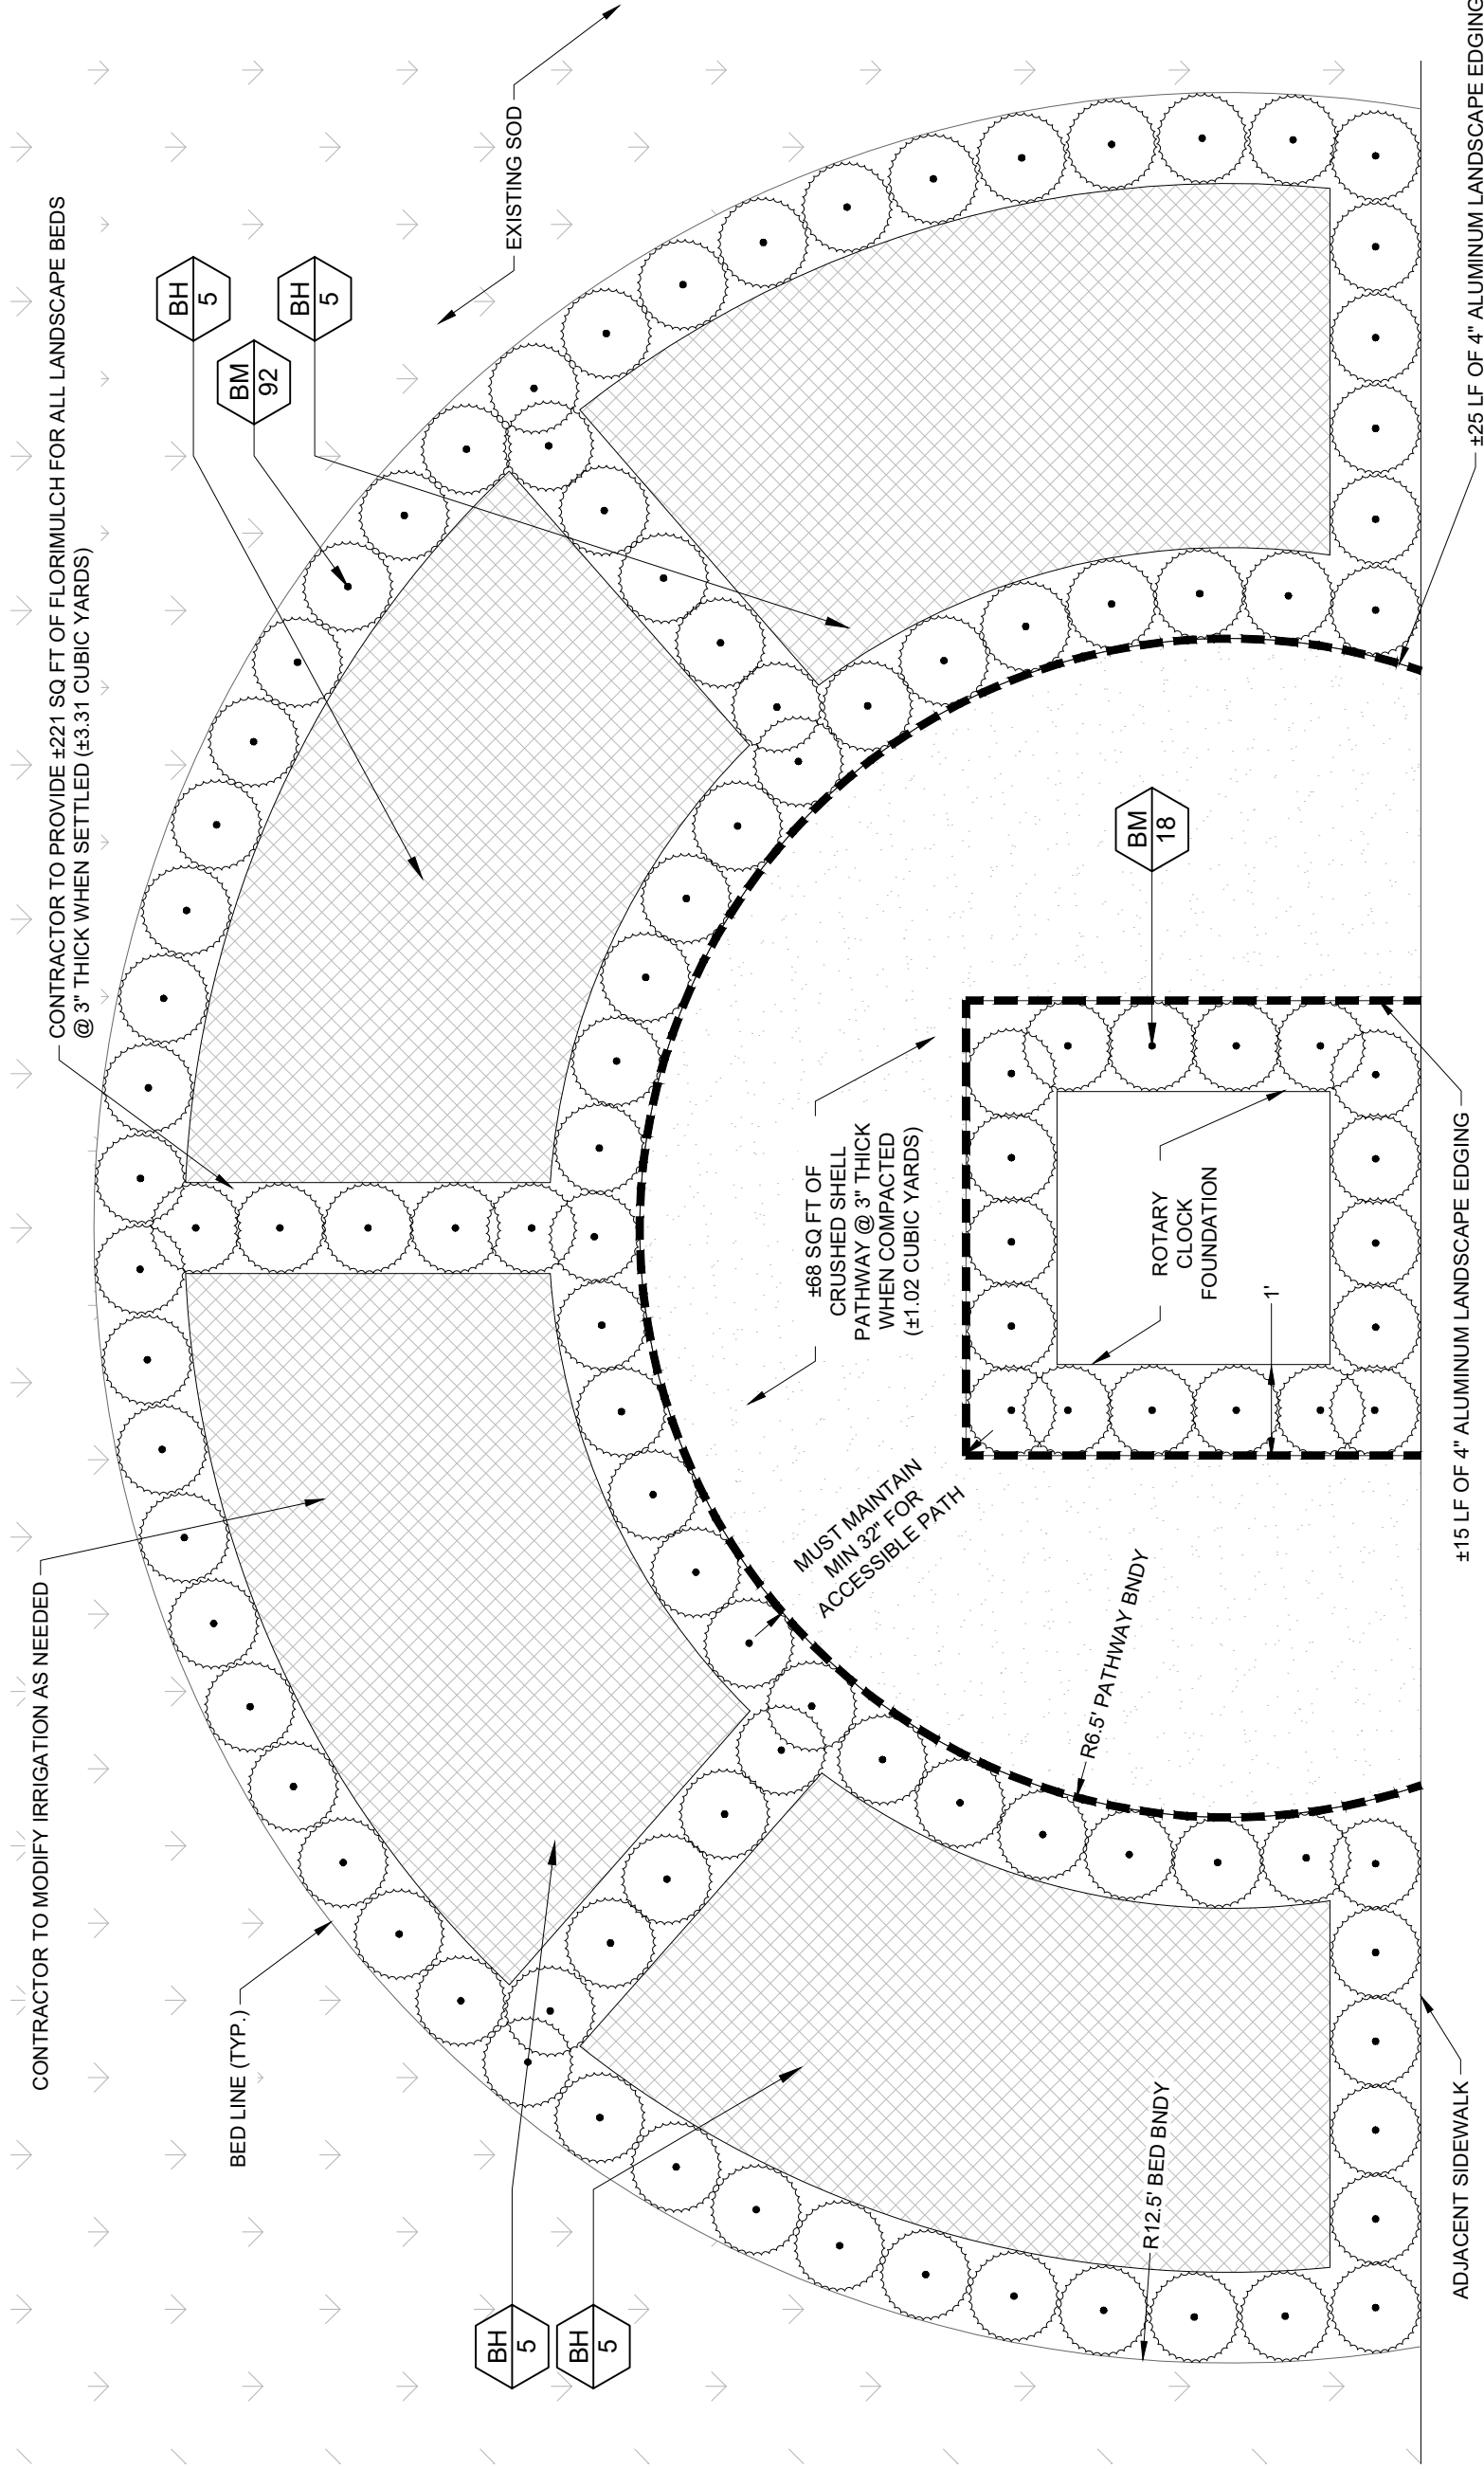 CONTRACTOR TO MODIFY IRRIGATION AS NEEDED
CONTRACTOR TO PROVIDE ±221 SQ FT OF FLORIMULCH FOR ALL LANDSCAPE BEDS
@ 3" THICK WHEN SETTLED (±3.31 CUBIC YARDS)
BED LINE (TYP.)
BH
5
BM
92
BH
5
EXISTING SOD
BH
5
BH
5
MUST MAINTAIN
MIN 32" FOR
ACCESSIBLE PATH
±68 SQ FT OF
CRUSHED SHELL
PATHWAY @ 3" THICK
WHEN COMPACTED
(±1.02 CUBIC YARDS)
R6.5' PATHWAY BNDY
R12.5' BED BNDY
BM
18
ROTARY
CLOCK
FOUNDATION
1'
ADJACENT SIDEWALK
±15 LF OF 4" ALUMINUM LANDSCAPE EDGING
±25 LF OF 4" ALUMINUM LANDSCAPE EDGING